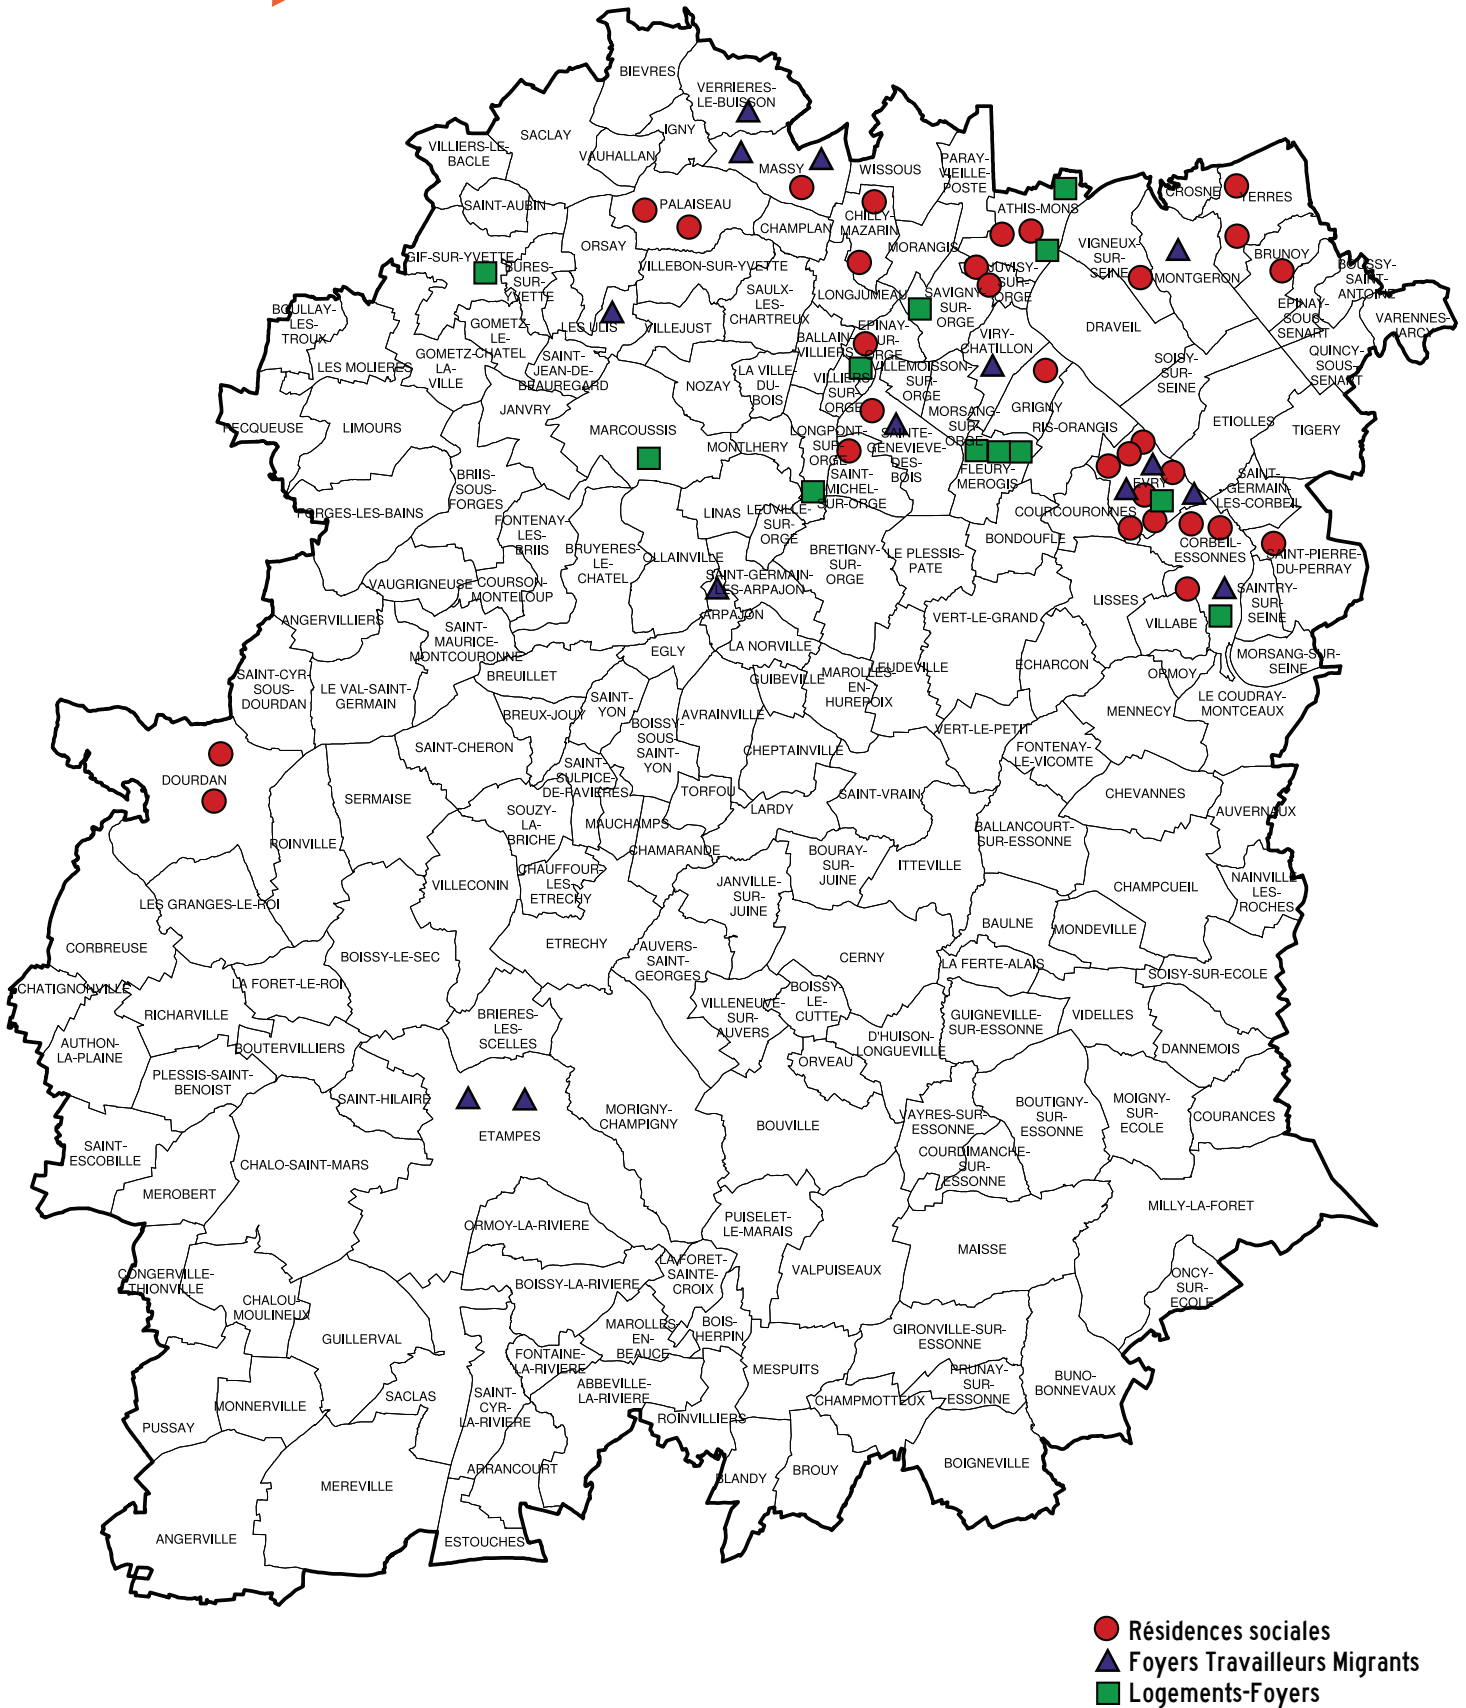 BIEVRES
VERRIERES-
LE-BUISSON
SACLAY
IGNY
VILLIERS-LE-
BACLE
VAUHALLAN
MASSY
WISSOUS
PARAY-
VIEILLE-
POSTE
SAINT-AUBIN
PALAISEAU
CHAMPLAN
CHILLY-
MAZARIN
ATHIS-MONS
CROSNE
YERRES
ORSAY
MORANGIS
VIGNEUX-
SUR-
SEINE
GIF-SUR-YVETTE
BURES-
SUR-
YVETTE
VILLEBON-SUR-YVETTE
JUVISY-
SUR-
ORGE
MONTGERON
BRUNOY
BOUSSY-
SAINT-
ANTOINE
SAULX-
LES-
CHARTREUX
LONGJUMEAU
SAVIGNY-
SUR-
ORGE
EPINAY-
SOUS-
SENART
VARENNES-
JARCY
BOULLAY-
LES-
TROUX
GOMETZ-
LE-
CHATEL
LES ULIS
VILLEJUST
BALLAIN-
VILLIERS
EPINAY-
SUR-
ORGE
VIRY-
CHATILLON
DRAVEIL
QUINCY-
SOUS-
SENART
LES MOLIERES
GOMETZ-
LA-
VILLE
SAINT-
JEAN-DE-
BEAUREGARD
NOZAY
LA VILLE-
DU-
BOIS
VILLIERS-
SUR-
ORGE
VILLEMOISSON-
SUR-
ORGE
SOISY-
SUR-
SEINE
PECQUEUSE
LIMOURS
JANVRY
MARCOUSSIS
MONTLHERY
LONGPONT-
SUR-
ORGE
SAINTE-
GENEVIEVE-
DES-
BOIS
MORSANG-
SUR-
ORGE
GRIGNY
RIS-ORANGIS
ETIOLLES
TIGERY
BRIIS-
SOUS-
FORGES
SAINT-
MICHEL-
SUR-ORGE
FLEURY-
MEROGIS
EVRY
SAINT-
GERMAIN-
LES-CORBEIL
FORGES-LES-BAINS
FONTENAY-
LES-
BRIIS
BRUYERES-
LE-
CHATEL
LINAS
LEUVILLE-
SUR-
ORGE
COURCOURONNES
OLLAINVILLE
BRETIGNY-
SUR-
ORGE
LE PLESSIS-
PATE
BONDOUFLE
CORBEIL-
ESSONNES
SAINT-PIERRE-
DU-PERRAY
VAUGRIGNEUSE
COURSON-
MONTELOUP
SAINT-GERMAIN-
LES-ARPAJON
ARPAJON
LISSES
SAINTRY-
SUR-
SEINE
ANGERVILLIERS
SAINT-
MAURICE-
MONTCOURONNE
VERT-LE-GRAND
VILLABE
EGLY
LA NORVILLE
LEUDEVILLE
ECHARCON
MORSANG-SUR-
SEINE
SAINT-CYR-
SOUS-
DOURDAN
LE VAL-SAINT-
GERMAIN
BREUILLET
GUIBEVILLE
MAROLLES-
EN-
HUREPOIX
ORMOY
LE COUDRAY-
MONTCEAUX
BREUX-JOUY
SAINT-
YON
AVRAINVILLE
MENNECY
SAINT-CHERON
BOISSY-
SOUS-
SAINT-
YON
CHEPTAINVILLE
VERT-LE-PETIT
FONTENAY-
LE-VICOMTE
DOURDAN
SAINT-
SULPICE-
DE-FAVIERES
SERMAISE
TORFOU
SAINT-VRAIN
CHEVANNES
SOUZY-
LA-
BRICHE
LARDY
AUVERNAUX
ROINVILLE
MAUCHAMPS
CHAMARANDE
BOURAY-
SUR-
JUINE
ITTEVILLE
BALLANCOURT-
SUR-ESSONNE
VILLECONIN
CHAUFFOUR-
LES-
ETRECHY
JANVILLE-
SUR-
JUINE
CHAMPCUEIL
NAINVILLE
LES-
ROCHES
LES GRANGES-LE-ROI
BAULNE
MONDEVILLE
CORBREUSE
BOISSY-LE-SEC
ETRECHY
AUVERS-
SAINT-
GEORGES
CERNY
LA FERTE-ALAIS
SOISY-SUR-ECOLE
CHATIGNONVILLE
LA FORET-LE-ROI
RICHARVILLE
BRIERES-
LES-
SCELLES
VILLENEUVE-
SUR-
AUVERS
BOISSY-
LE-
CUTTE
GUIGNEVILLE-
SUR-ESSONNE
VIDELLES
AUTHON-
LA-PLAINE
BOUTERVILLIERS
D'HUISON-
LONGUEVILLE
DANNEMOIS
PLESSIS-SAINT-
BENOIST
SAINT-HILAIRE
ORVEAU
ETAMPES
MORIGNY-
CHAMPIGNY
BOUVILLE
VAYRES-SUR-
ESSONNE
BOUTIGNY-
SUR-
ESSONNE
MOIGNY-
SUR-
ECOLE
COURANCES
SAINT-
ESCOBILLE
CHALO-SAINT-MARS
COURDIMANCHE-
SUR-
ESSONNE
MEROBERT
ORMOY-LA-RIVIERE
PUISELET-
LE-MARAIS
MILLY-LA-FORET
MAISSE
CONGERVILLE-
THIONVILLE
BOISSY-LA-RIVIERE
LA FORET-
SAINTE-
CROIX
VALPUISEAUX
ONCY-
SUR-
ECOLE
CHALOU-
MOULINEUX
GUILLERVAL
MAROLLES-
EN-
BEAUCE
BOIS-
HERPIN
GIRONVILLE-SUR-
ESSONNE
FONTAINE-
LA-RIVIERE
MESPUITS
PRUNAY-
SUR-
ESSONNE
BUNO-
BONNEVAUX
SACLAS
SAINT-
CYR-
LA-RIVIERE
ABBEVILLE-
LA-RIVIERE
CHAMPMOTTEUX
PUSSAY
MONNERVILLE
ROINVILLIERS
MEREVILLE
ARRANCOURT
BLANDY
BROUY
BOIGNEVILLE
ANGERVILLE
ESTOUCHES
Résidences sociales
Foyers Travailleurs Migrants
Logements-Foyers